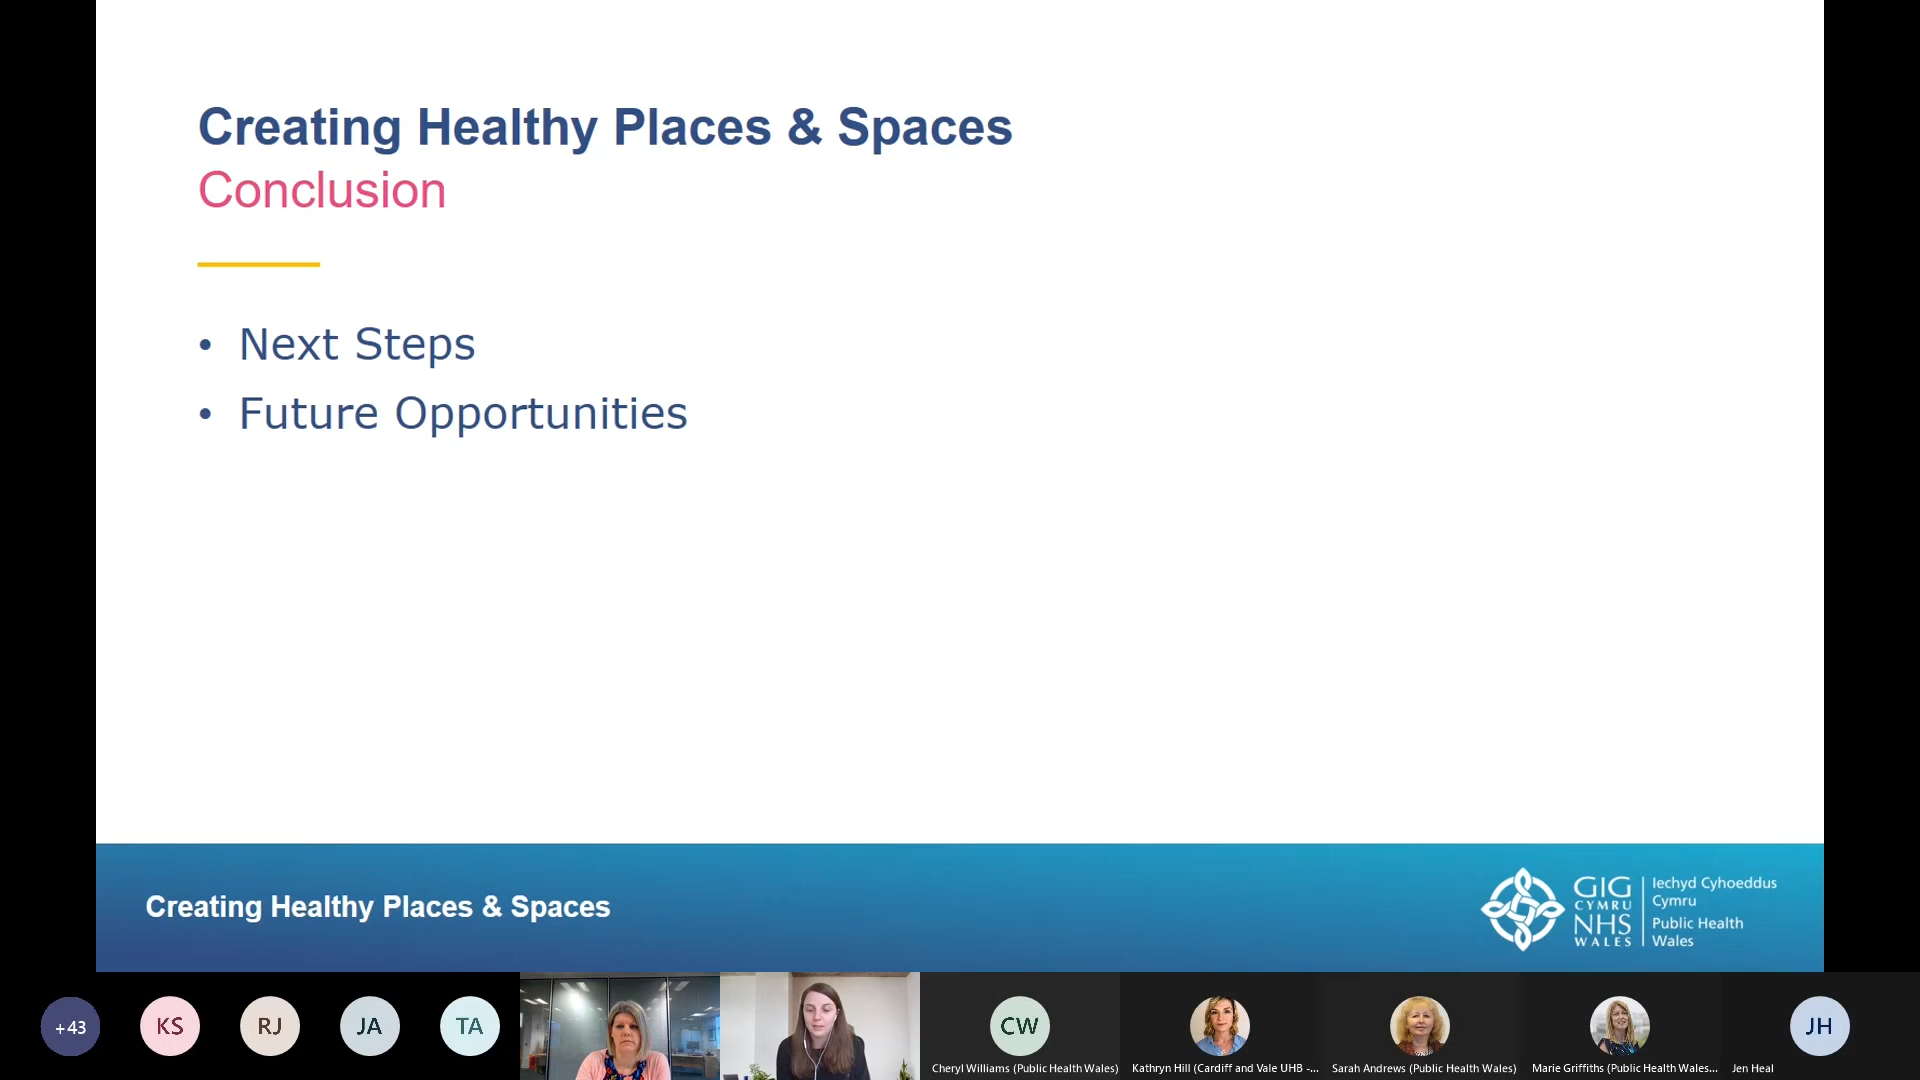 Creating Healthy Places & Spaces
Conclusion
• Next Steps
• Future Opportunities
Creating Healthy Places & Spaces
GIG
CYMRU
NHS
WALES
Iechyd Cyhoeddus
Cymru
Public Health
Wales
+43
KS
RJ
JA
TA
CW
JH
Cheryl Williams (Public Health Wales)
Kathryn Hill (Cardiff and Vale UHB -...
Sarah Andrews (Public Health Wales)
Marie Griffiths (Public Health Wales...
Jen Heal